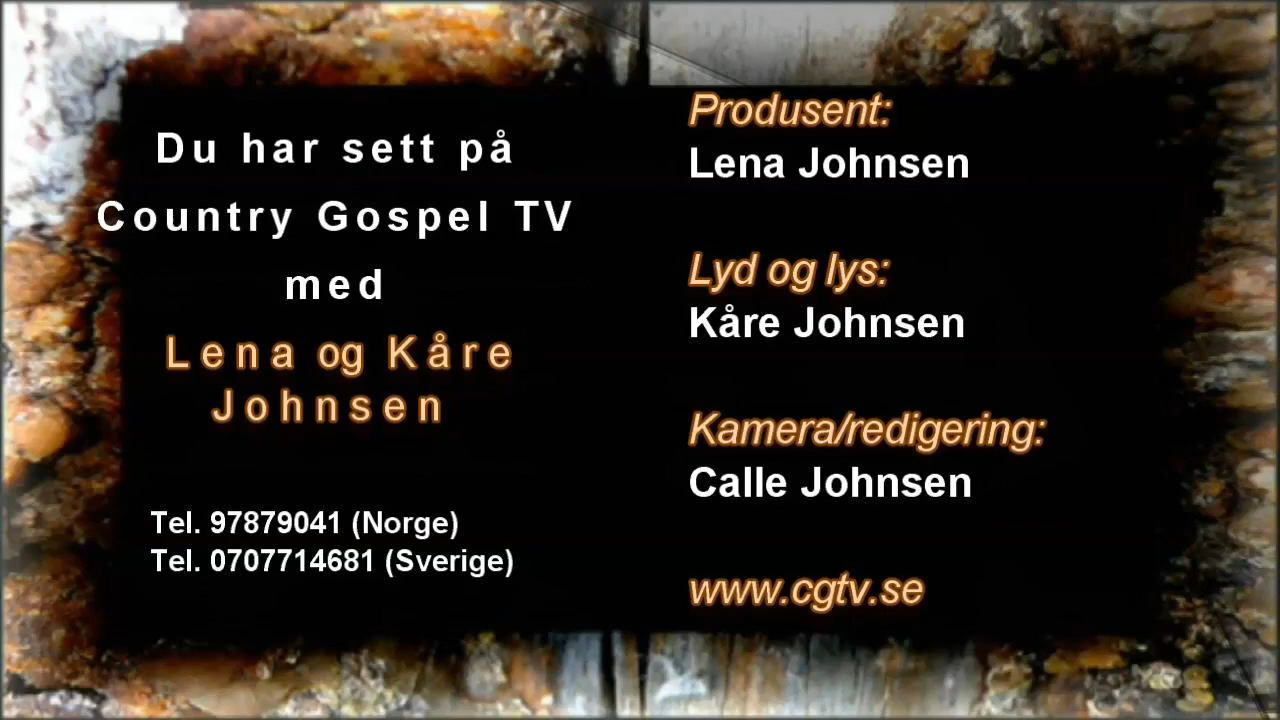 Du har sett på
Country Gospel TV
med
Lena og Kåre
Johnsen
Tel. 97879041 (Norge)
Tel. 0707714681 (Sverige)
Produsent:
Lena Johnsen
Lyd og lys:
Kåre Johnsen
Kamera/redigering:
Calle Johnsen
www.cgtv.se